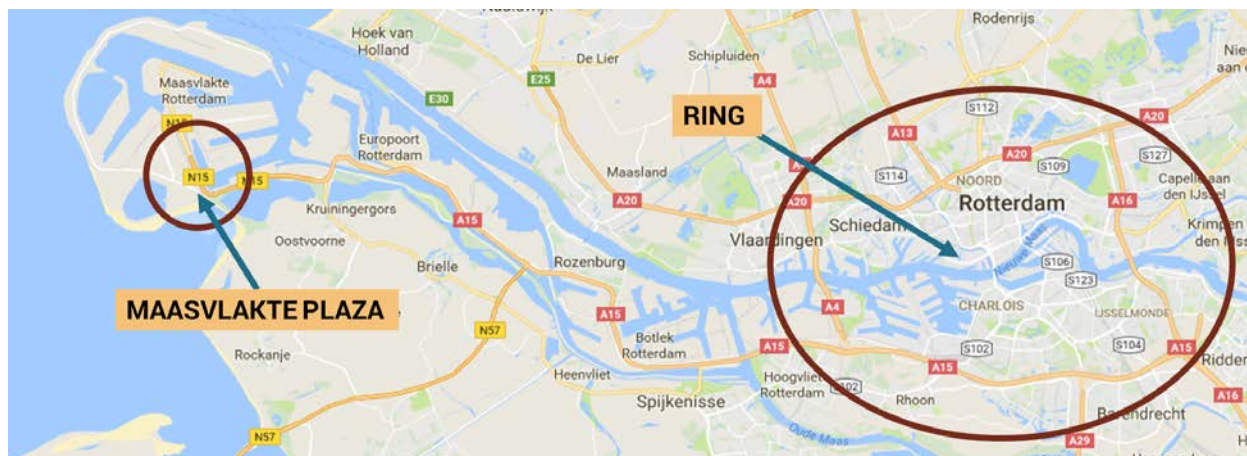 Hoek van
Holland
De Lier
Schipluiden
Rodenrijs
Maasvlakte
Rotterdam
E25
A4
S112
E30
RING
A13
A20
N15
Europoort
Rotterdam
A20
S127
Maasland
S109
N15
N15
S114
NOORD
Capelle aan
den IJssel
A20
A20
A16
Kruiningergors
A15
Rotterdam
Schiedam
Vlaardingen
Krimpen
Oostvoorne
Brielle
Rozenburg
Nieuwe Maas
S106
S123
MAASVLAKTE PLAZA
A4
CHARLOIS
IJSSELMONDE
A15
N57
Rockanje
Botlek
Rotterdam
A15
S102
S104
A15
Heenvliet
Hoogvliet
Rotterdam
S102
A15
Rhoon
A16
Spijkenisse
Barendrecht
N57
Oude Maas
A29